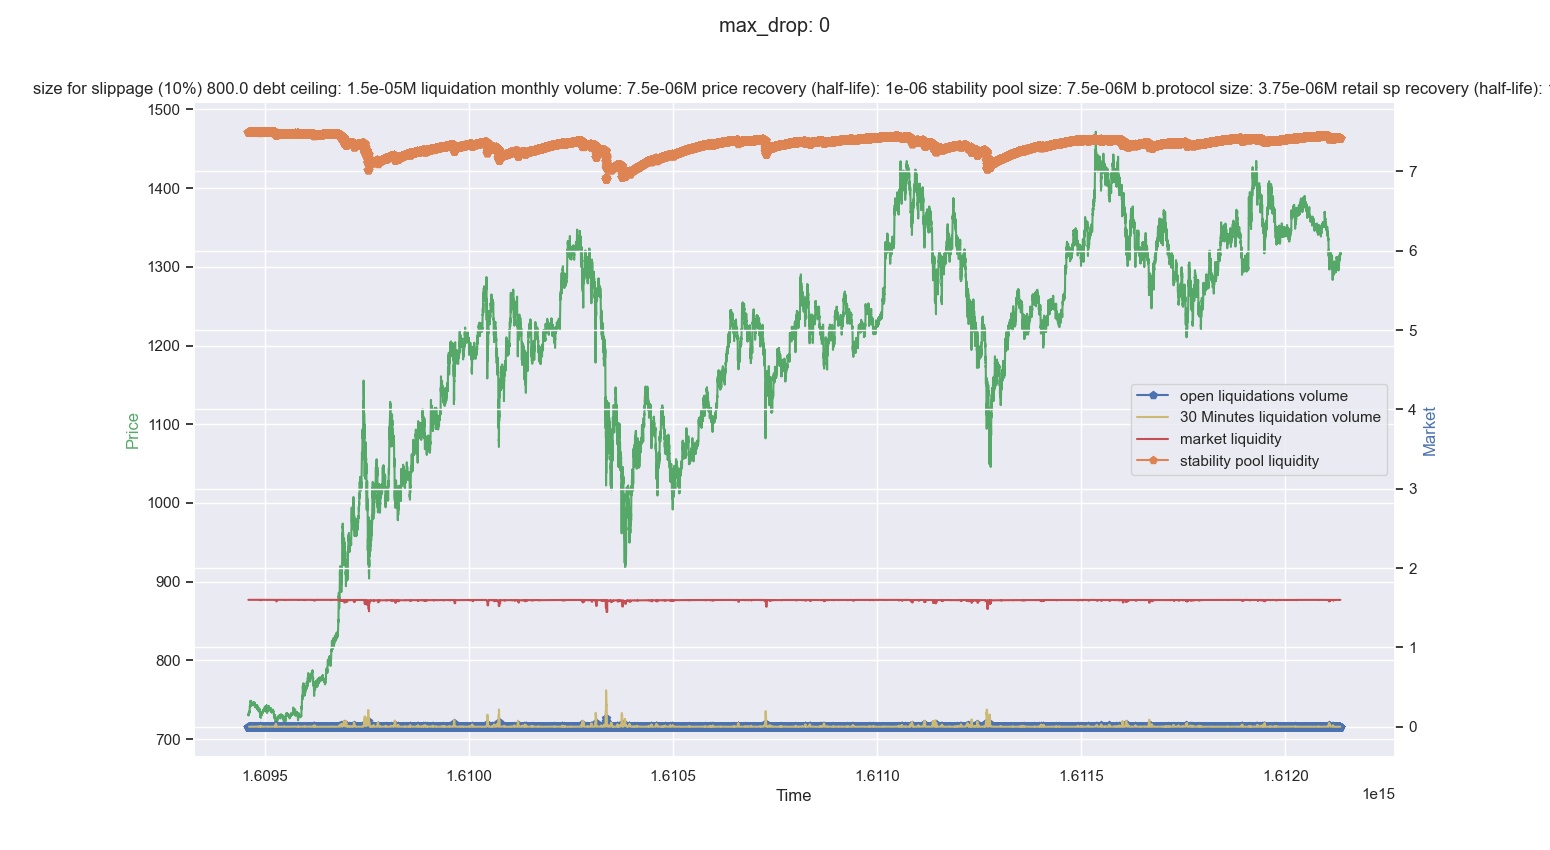 max_drop: 0
size for slippage (10%) 800.0 debt ceiling: 1.5e-05M liquidation monthly volume: 7.5e-06M price recovery (half-life): 1e-06 stability pool size: 7.5e-06M b.protocol size: 3.75e-06M retail sp recovery (half-life):
1500
1400
1300
1200
1100
1000
900
800
700
Price
7
6
5
4
3
2
1
0
Market
open liquidations volume
30 Minutes liquidation volume
market liquidity
stability pool liquidity
1.6095
1.6100
1.6105
1.6110
1.6115
1.6120
1e15
Time